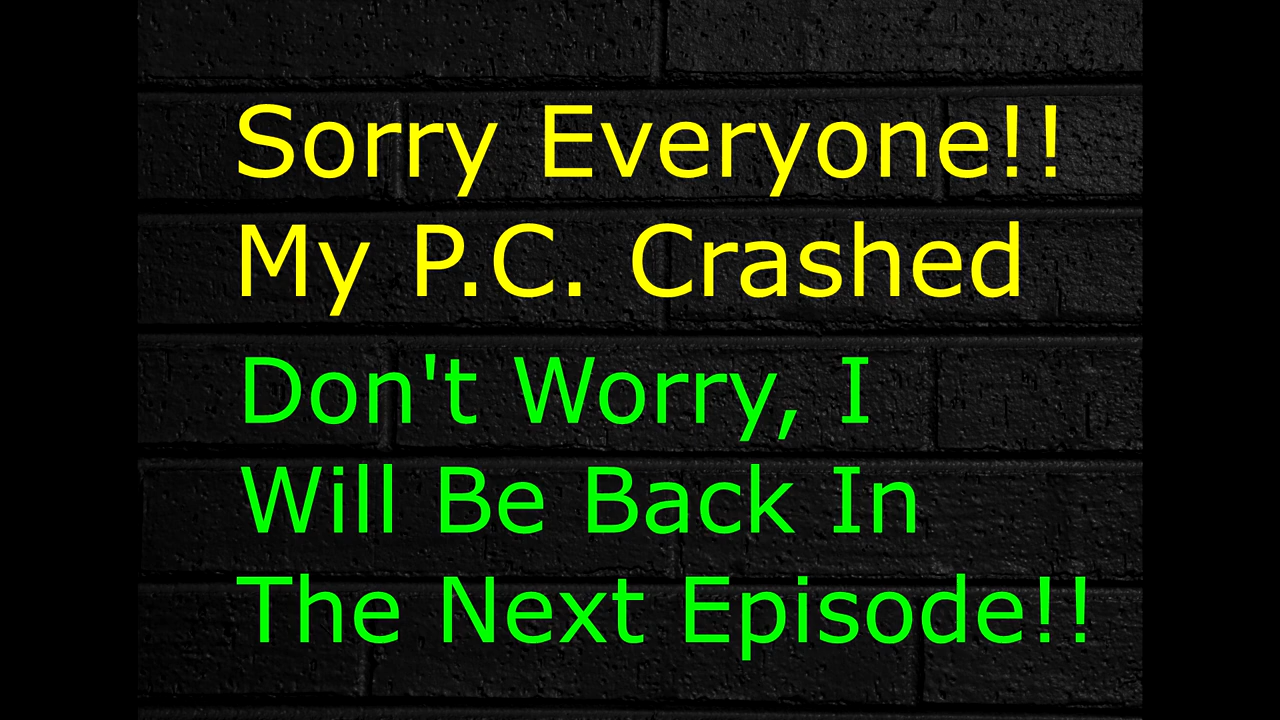 Sorry Everyone!!
My P.C. Crashed
Don't Worry, I
Will Be Back In
The Next Episode!!